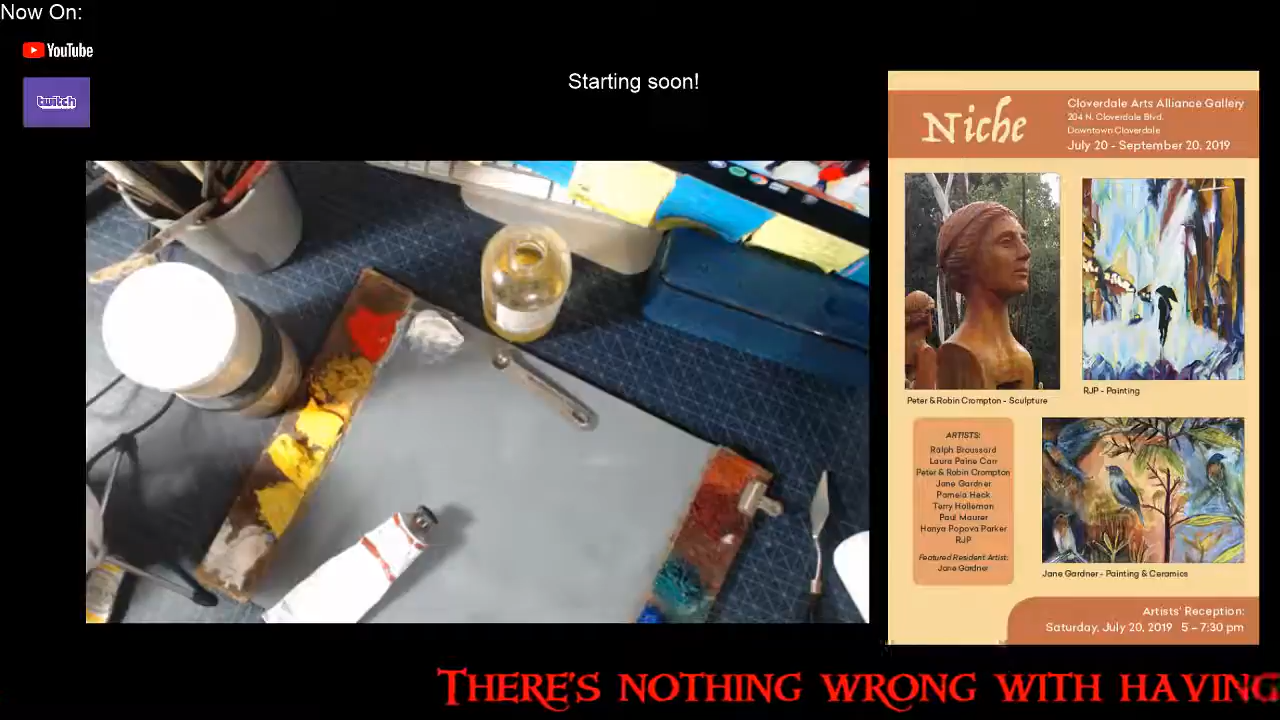 Now On:
YouTube
twitch
Starting soon!
Niche
Cloverdale Arts Alliance Gallery
204 N. Cloverdale Blvd.
Downtown Cloverdale
July 20 - September 20, 2019
Peter & Robin Crompton - Sculpture
RJP - Painting
ARTISTS:
Ralph Broussard
Laura Paine Carr
Peter & Robin Crompton
Jane Gardner
Pamela Heck
Terry Holleman
Paul Maurer
Hanya Popova Parker
RJP
Featured Resident Artist:
Jane Gardner
Jane Gardner - Painting & Ceramics
Artists' Reception:
Saturday, July 20, 2019 5 – 7:30 pm
THERE'S NOTHING WRONG WITH HAVING